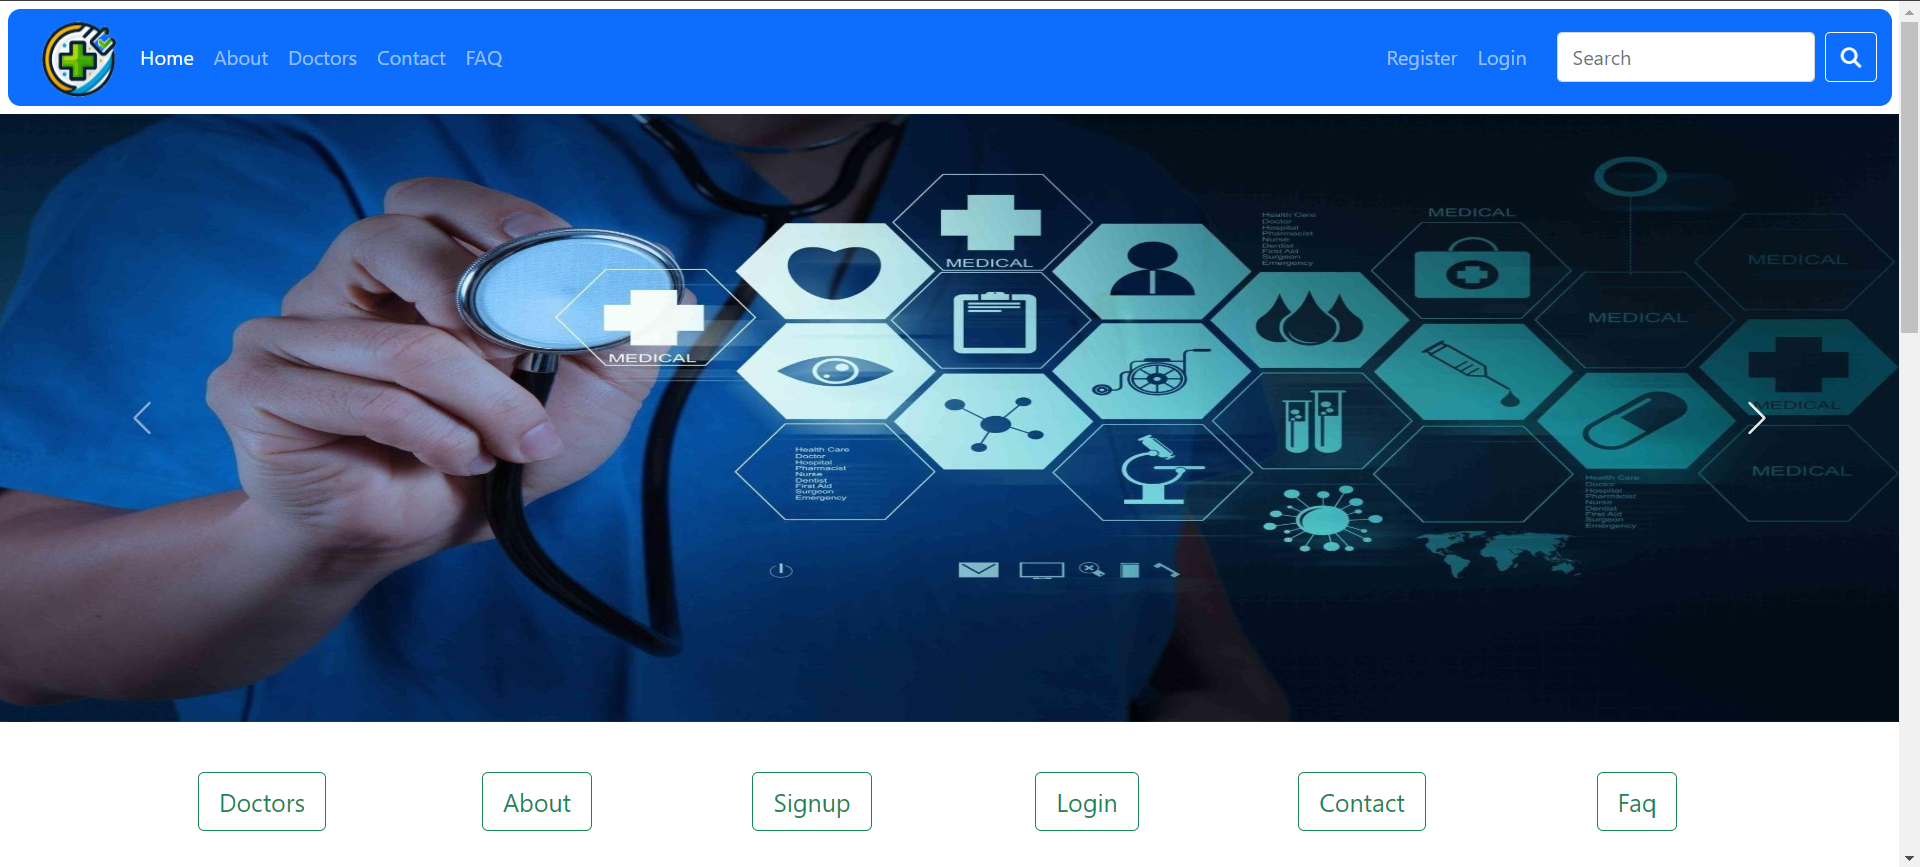 Home About Doctors Contact FAQ Register Login Search
MEDICAL
MEDICAL
MEDICAL
Health Care
Doctor
Hospital
Pharmacist
Nurse
Dentist
First Aid
Surgeon
Emergency
MEDICAL
MEDICAL
MEDICAL
MEDICAL
MEDICAL
Health Care
Doctor
Hospital
Pharmacist
Nurse
Dentist
First Aid
Surgeon
Emergency
Health Care
Doctor
Hospital
Pharmacist
Nurse
Dentist
First Aid
Surgeon
Emergency
Doctors About Signup Login Contact Faq